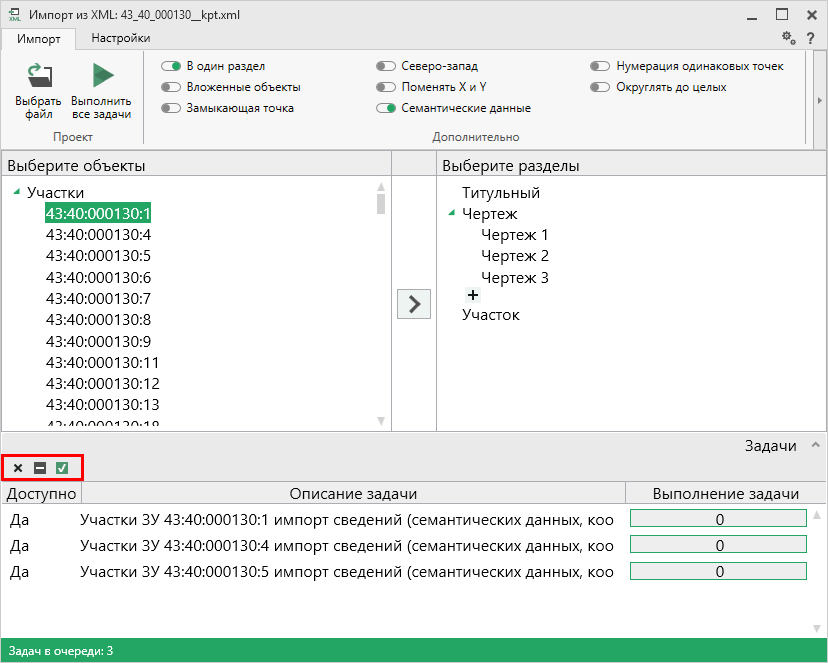 Импорт из XML: 43_40_000130__kpt.xml
Импорт Настройки
?
Выбрать файл
Выполнить все задачи
Проект
В один раздел
Вложенные объекты
Замыкающая точка
Северо-запад
Поменять X и Y
Семантические данные
Нумерация одинаковых точек
Округлять до целых
Дополнительно
Выберите объекты
Участки
43:40:000130:1
43:40:000130:4
43:40:000130:5
43:40:000130:6
43:40:000130:7
43:40:000130:8
43:40:000130:9
43:40:000130:11
43:40:000130:12
43:40:000130:13
43:40:000130:18
Выберите разделы
Титульный
Чертеж
Чертеж 1
Чертеж 2
Чертеж 3
+
Участок
Задачи
Доступно Описание задачи Выполнение задачи
Да Участки ЗУ 43:40:000130:1 импорт сведений (семантических данных, коо 0
Да Участки ЗУ 43:40:000130:4 импорт сведений (семантических данных, коо 0
Да Участки ЗУ 43:40:000130:5 импорт сведений (семантических данных, коо 0
Задач в очереди: 3